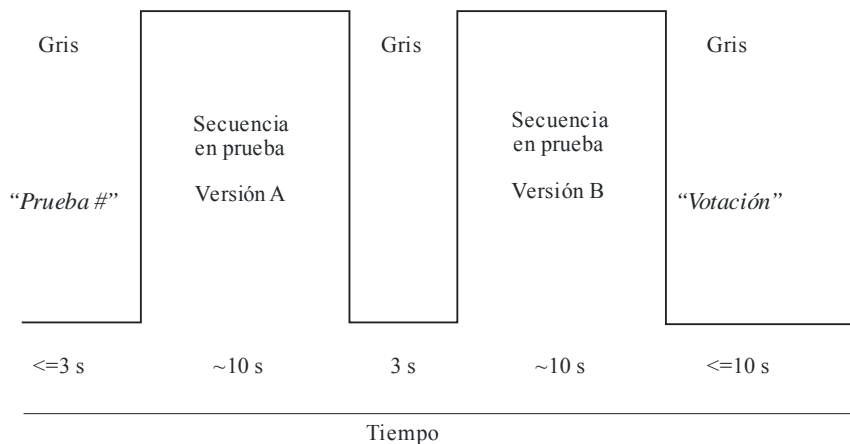 Gris
Gris
Gris
Secuencia
en prueba
Versión A
Secuencia
en prueba
Versión B
“Prueba #”
“Votación”
<=3 s
~10 s
3 s
~10 s
<=10 s
Tiempo